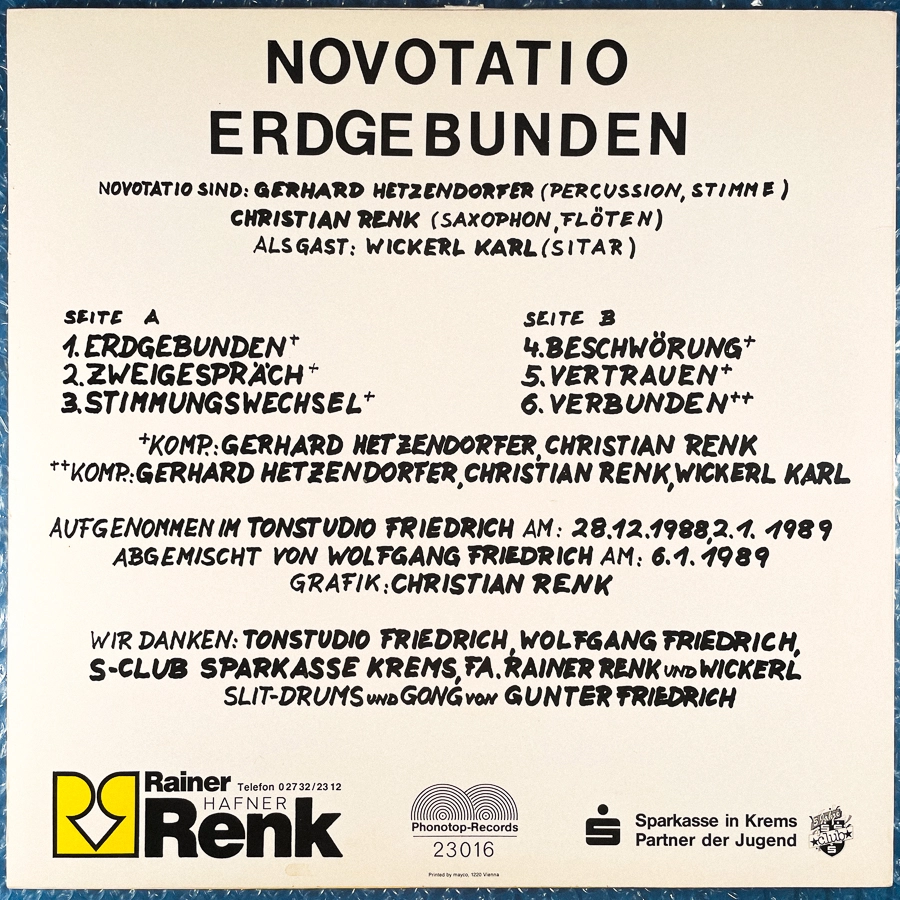 NOVOTATIO
ERDGEBUNDEN
NOVOTATIO SIND: GERHARD HETZENDORFER (PERCUSSION, STIMME)
CHRISTIAN RENK (SAXOPHON, FLÖTEN)
ALS GAST: WICKERL KARL (SITAR)
SEITE A
1. ERDGEBUNDEN+
2. ZWEIGESPRÄCH+
3. STIMMUNGSWECHSEL+
SEITE B
4. BESCHWÖRUNG+
5. VERTRAUEN+
6. VERBUNDEN++
+KOMP.: GERHARD HETZENDORFER, CHRISTIAN RENK
++KOMP.: GERHARD HETZENDORFER, CHRISTIAN RENK, WICKERL KARL
AUFGENOMMEN IM TONSTUDIO FRIEDRICH AM: 28.12.1988, 2.1. 1989
ABGEMISCHT VON WOLFGANG FRIEDRICH AM: 6.1. 1989
GRAFIK: CHRISTIAN RENK
WIR DANKEN: TONSTUDIO FRIEDRICH, WOLFGANG FRIEDRICH,
S-CLUB SPARKASSE KREMS, FA. RAINER RENK UND WICKERL
SLIT-DRUMS UND GONG VON GUNTER FRIEDRICH
Rainer Telefon 02732/2312
HAFNER
Renk
Phonotop-Records
23016
Printed by mayco, 1220 Vienna
Sparkasse in Krems
Partner der Jugend
club